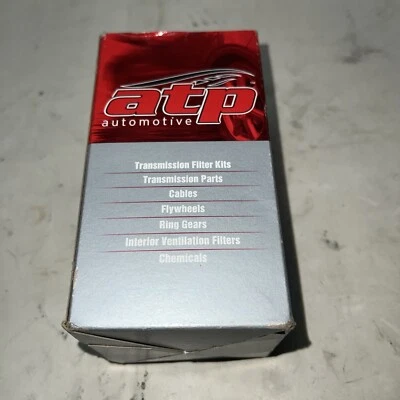 atp
automotive
Transmission Filter Kits
Transmission Parts
Cables
Flywheels
Ring Gears
Interior Ventilation Filters
Chemicals